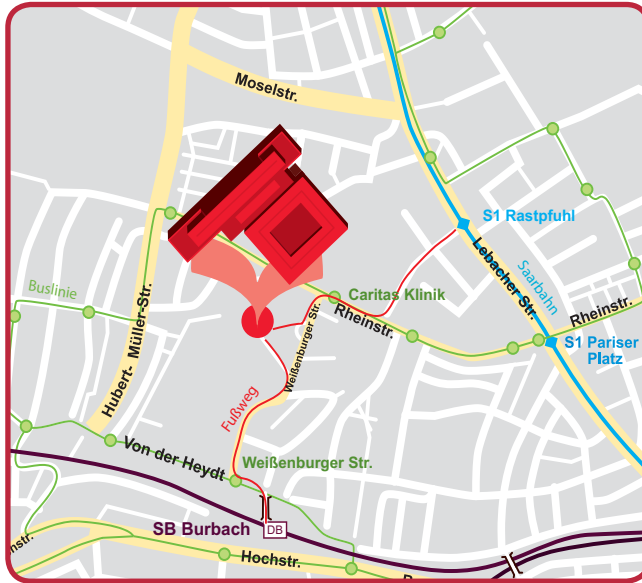 Moselstr.
S1 Rastpfuhl
Lebacher Str.
Saarbahn
Buslinie
Hubert- Müller-Str.
Caritas Klinik
Rheinstr.
Rheinstr.
S1 Pariser
Platz
Weißenburger Str.
Fußweg
Von der Heydt
Weißenburger Str.
SB Burbach
DB
Hochstr.